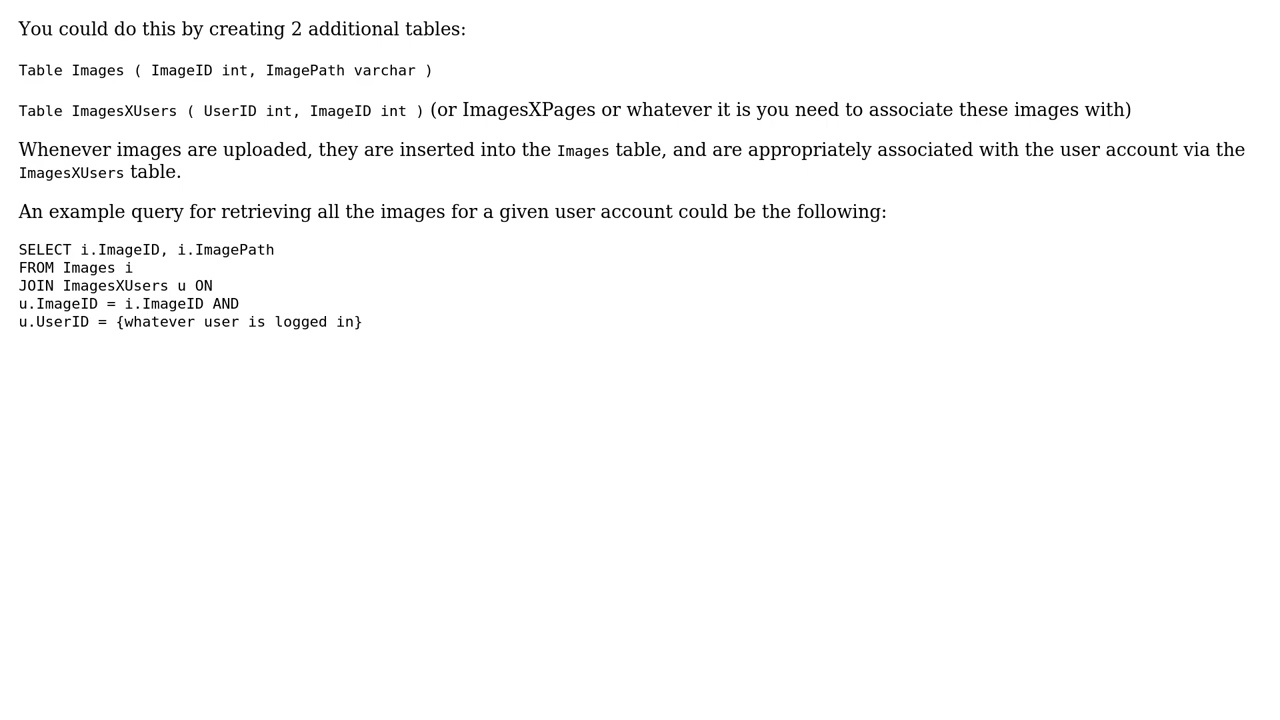 You could do this by creating 2 additional tables:
Table Images ( ImageID int, ImagePath varchar )
Table ImagesXUsers ( UserID int, ImageID int ) (or ImagesXPages or whatever it is you need to associate these images with)
Whenever images are uploaded, they are inserted into the Images table, and are appropriately associated with the user account via the
ImagesXUsers table.
An example query for retrieving all the images for a given user account could be the following:
SELECT i.ImageID, i.ImagePath
FROM Images i
JOIN ImagesXUsers u ON
u.ImageID = i.ImageID AND
u.UserID = {whatever user is logged in}